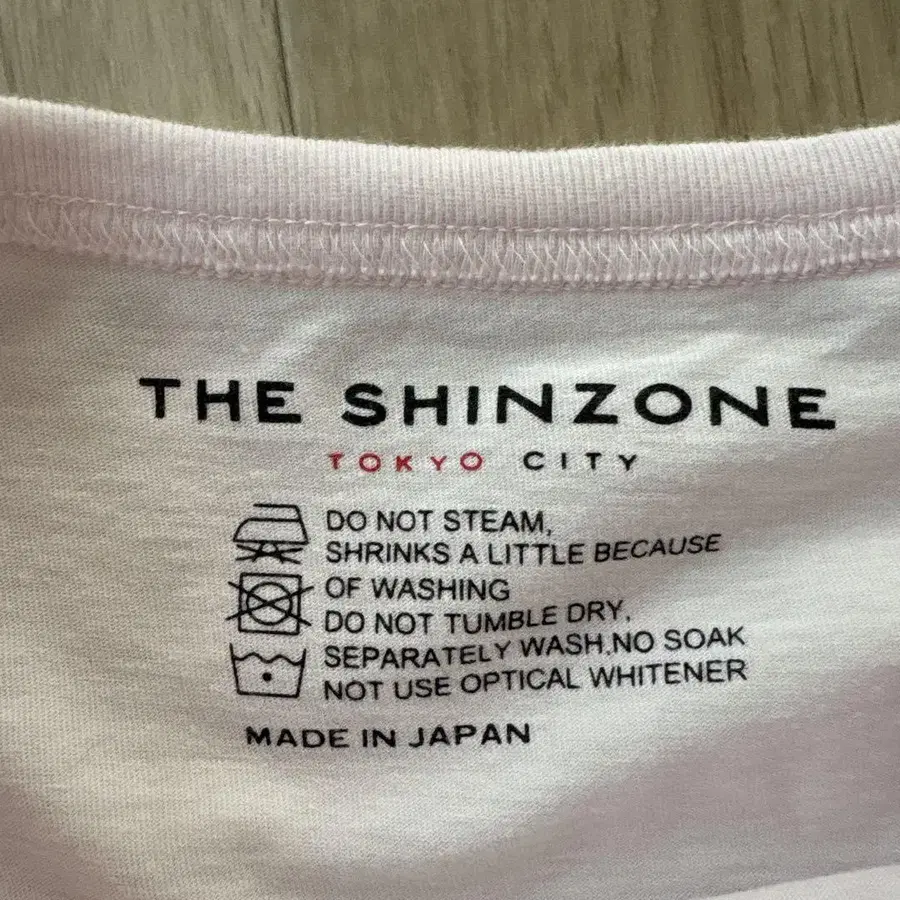 THE SHINZONE
TOKYO CITY
DO NOT STEAM,
SHRINKS A LITTLE BECAUSE
OF WASHING
DO NOT TUMBLE DRY,
SEPARATELY WASH.NO SOAK
NOT USE OPTICAL WHITENER
MADE IN JAPAN